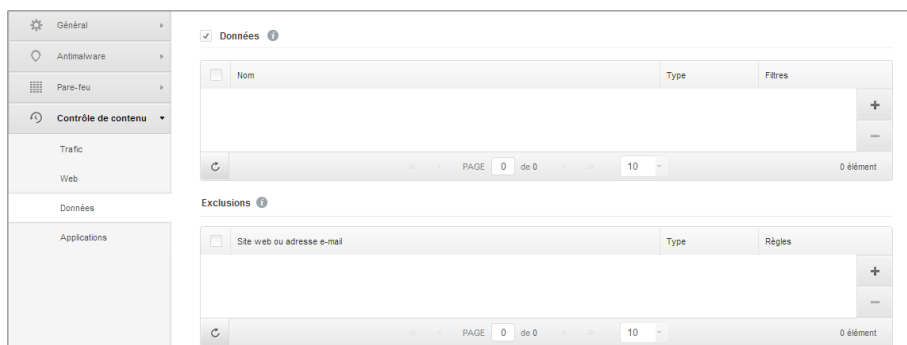 Général
Antimalware
Pare-feu
Contrôle de contenu
Trafic
Web
Données
Applications
Données
Nom Type Filtres
PAGE 0 de 0 10 0 élément
Exclusions
Site web ou adresse e-mail Type Règles
PAGE 0 de 0 10 0 élément